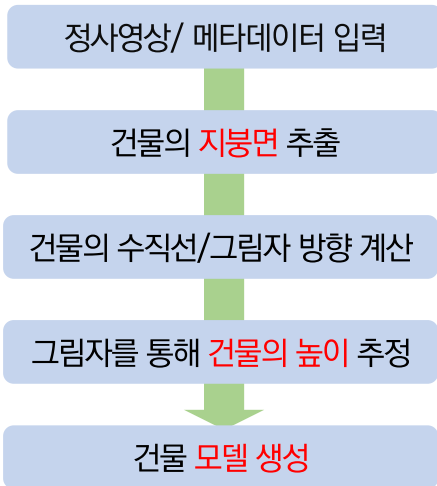 정사영상/ 메타데이터 입력
건물의 지붕면 추출
건물의 수직선/그림자 방향 계산
그림자를 통해 건물의 높이 추정
건물 모델 생성